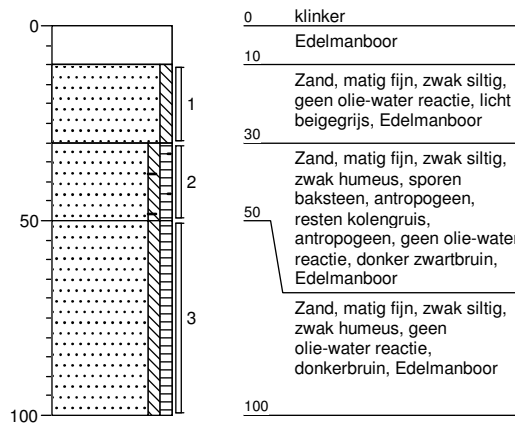 0
50
100
1
2
3
0 klinker
Edelmanboor
10
Zand, matig fijn, zwak siltig,
geen olie-water reactie, licht
beigegrijs, Edelmanboor
30
Zand, matig fijn, zwak siltig,
zwak humeus, sporen
baksteen, antropogeen,
resten kolengruis,
antropogeen, geen olie-water
reactie, donker zwartbruin,
Edelmanboor
50
Zand, matig fijn, zwak siltig,
zwak humeus, geen
olie-water reactie,
donkerbruin, Edelmanboor
100